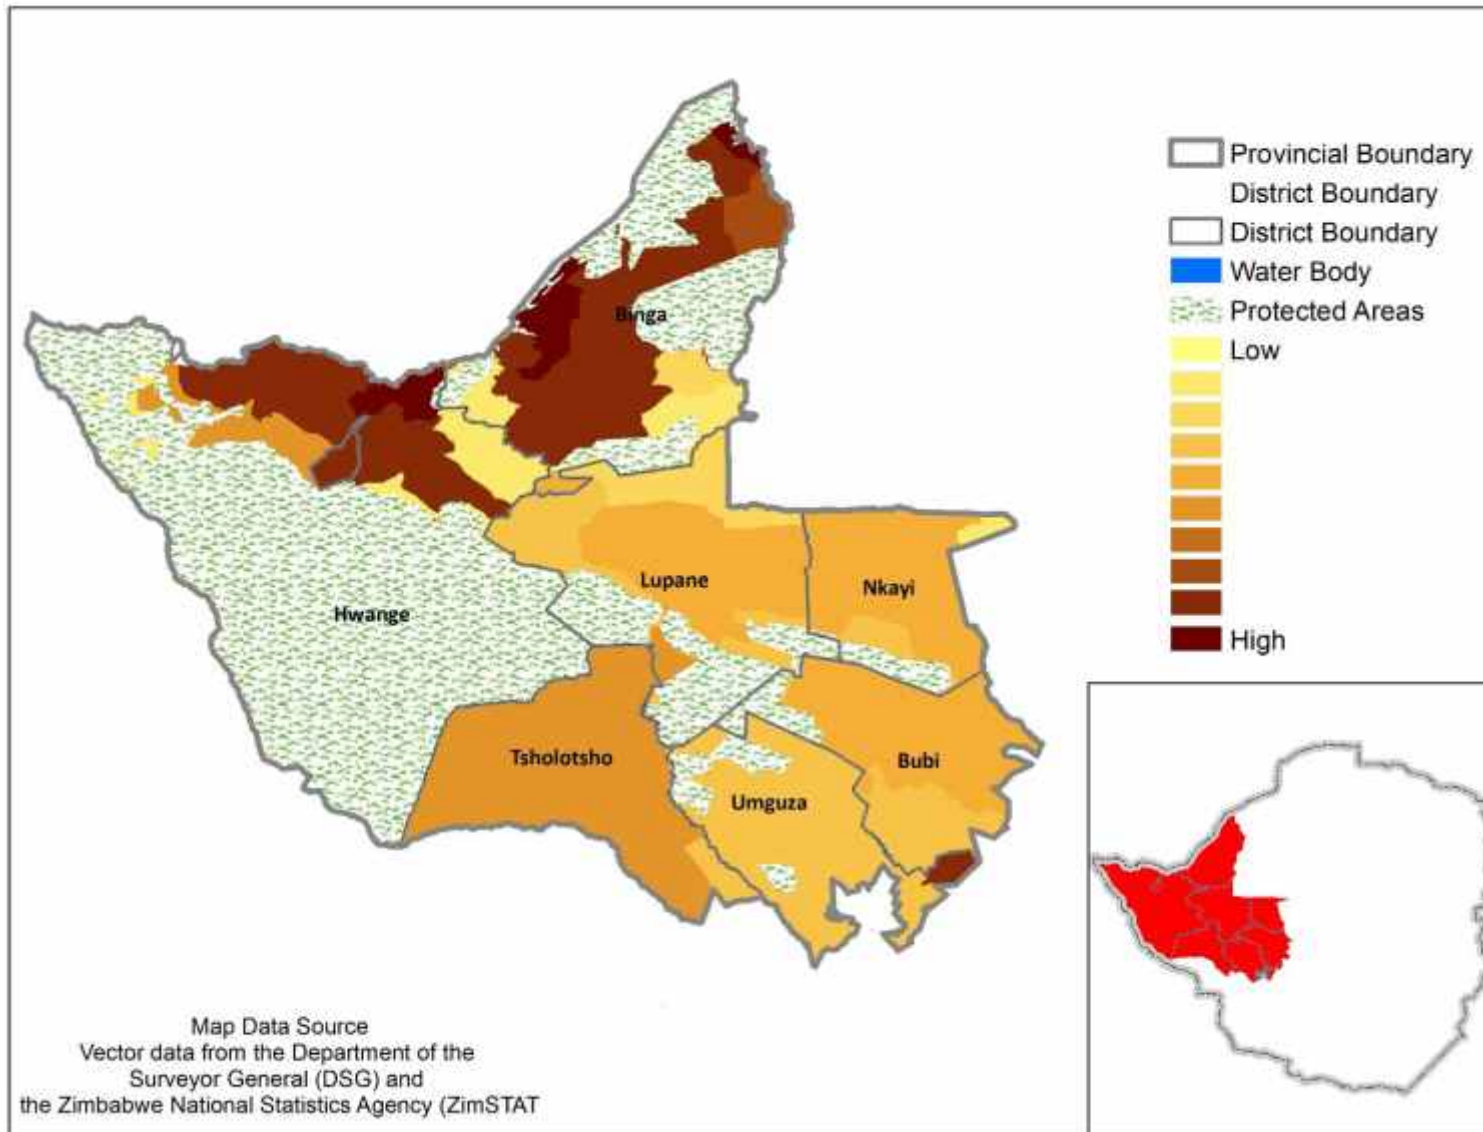 Provincial Boundary
District Boundary
District Boundary
Water Body
Protected Areas
Low
High
Binga
Lupane
Nkayi
Hwange
Tsholotsho
Bubi
Umguza
Map Data Source
Vector data from the Department of the
Surveyor General (DSG) and
the Zimbabwe National Statistics Agency (ZimSTAT